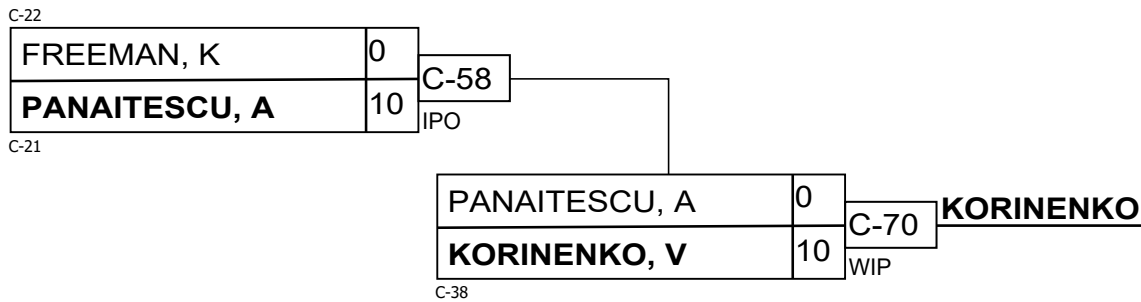 C-22
FREEMAN, K 0
C-58
PANAITESCU, A 10
IPO
C-21
PANAITESCU, A 0
C-70
KORINENKO
KORINENKO, V 10
WIP
C-38